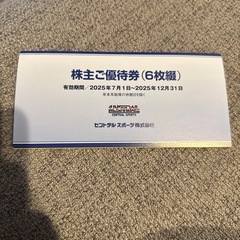 株主ご優待券(6枚綴)
有効期間／2025年7月1日~2025年12月31日
CENTRAL SPORTS
セントラルスポーツ株式会社